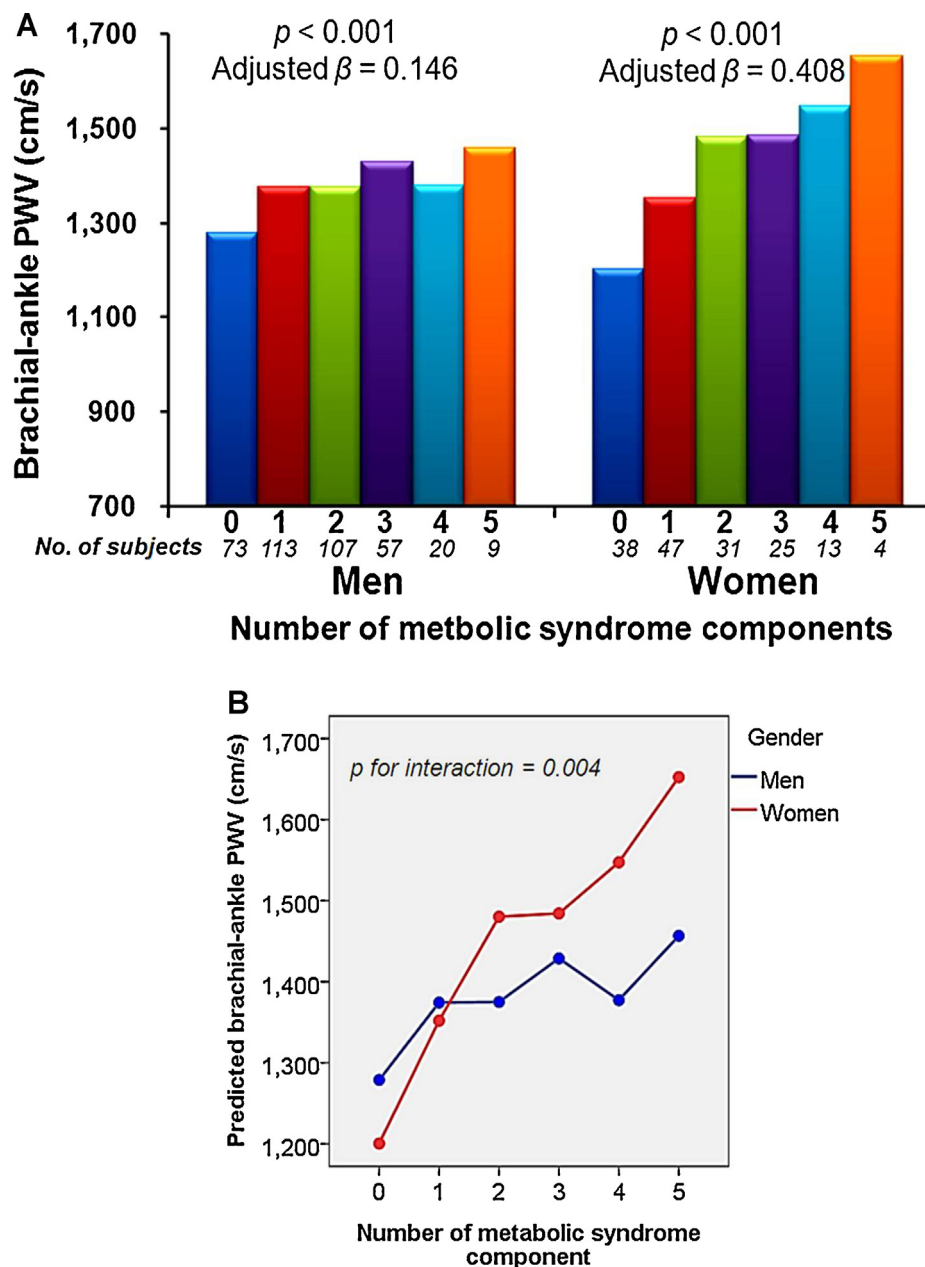 A
p < 0.001
Adjusted β = 0.146
p < 0.001
Adjusted β = 0.408
Brachial-ankle PWV (cm/s)
1,700
1,500
1,300
1,100
900
700
0 1 2 3 4 5
0 1 2 3 4 5
No. of subjects 73 113 107 57 20 9
38 47 31 25 13 4
Men
Women
Number of metbolic syndrome components
B
Predicted brachial-ankle PWV (cm/s)
1,700
1,600
1,500
1,400
1,300
1,200
p for interaction = 0.004
Gender
Men
Women
0 1 2 3 4 5
Number of metabolic syndrome
component